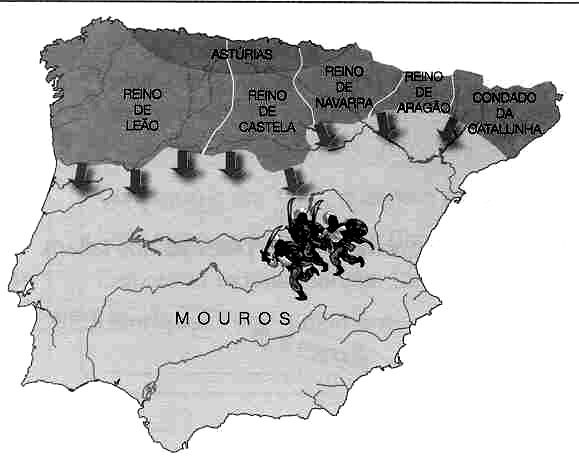 ASTÚRIAS
REINO
DE
LEÃO
REINO
DE
CASTELA
REINO
DE
NAVARRA
REINO
DE
ARAGÃO
CONDADO
DA
CATALUNHA
MOUROS